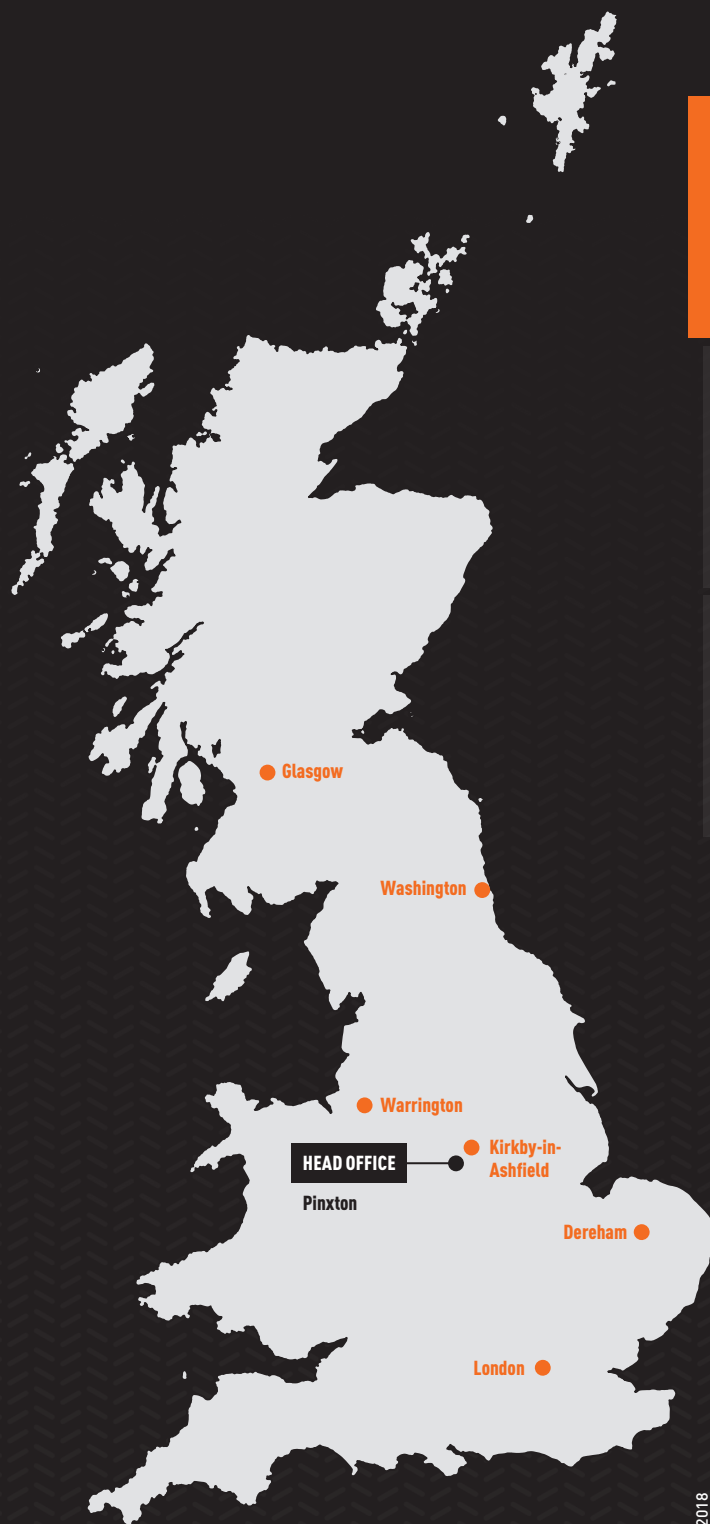 Glasgow
Washington
Warrington
HEAD OFFICE
Pinxton
Kirkby-in-
Ashfield
Dereham
London
2018